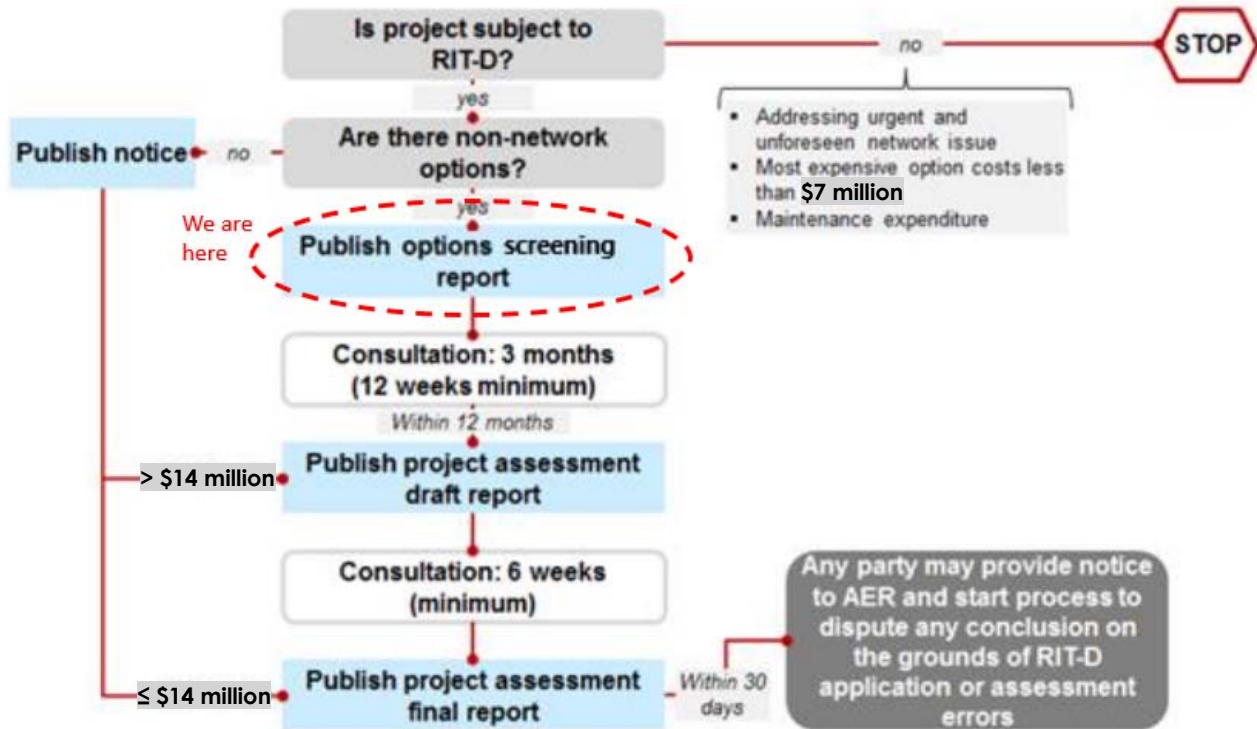 Is project subject to
RIT-D?
no
STOP
yes
▪ Addressing urgent and
unforeseen network issue
▪ Most expensive option costs less
than $7 million
▪ Maintenance expenditure
Publish notice
no
Are there non-network
options?
yes
We are
here
Publish options screening
report
Consultation: 3 months
(12 weeks minimum)
Within 12 months
> $14 million
Publish project assessment
draft report
Consultation: 6 weeks
(minimum)
≤ $14 million
Publish project assessment
final report
Within 30
days
Any party may provide notice
to AER and start process to
dispute any conclusion on
the grounds of RIT-D
application or assessment
errors